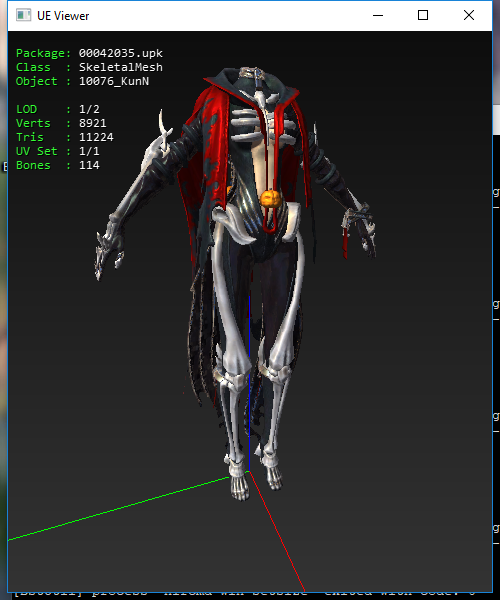 UE Viewer
Package: 00042035.upk
Class : SkeletalMesh
Object : 10076_KunN
LOD : 1/2
Verts : 8921
Tris : 11224
UV Set : 1/1
Bones : 114